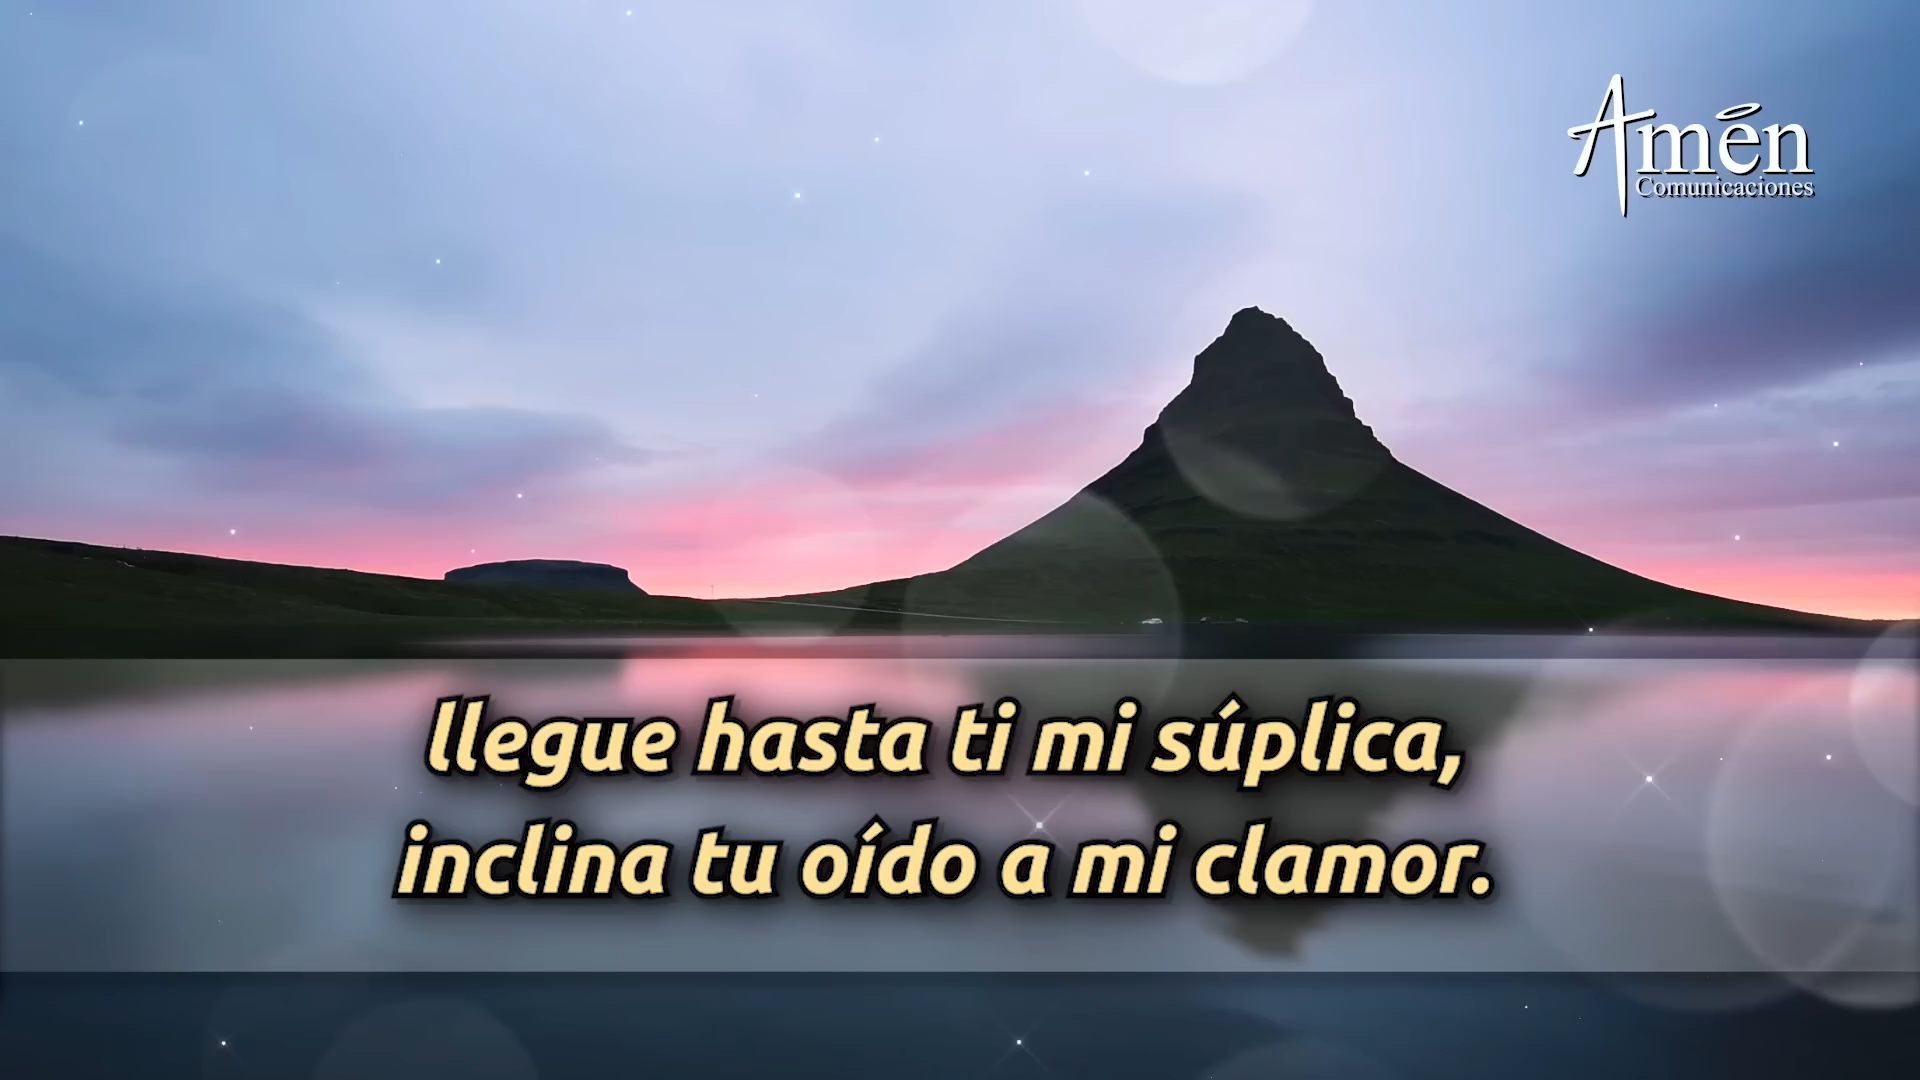 Amén
Comunicaciones
llegue hasta ti mi súplica,
inclina tu oído a mi clamor.